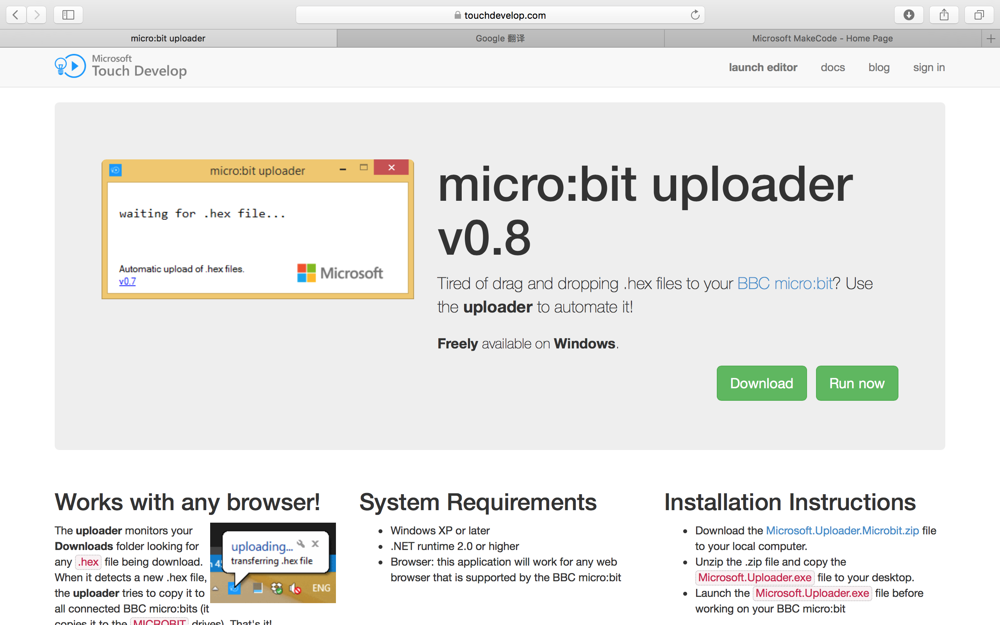 touchdevelop.com
micro:bit uploader
Google 翻译
Microsoft MakeCode - Home Page
Microsoft
Touch Develop
launch editor
docs
blog
sign in
micro:bit uploader
waiting for .hex file...
Automatic upload of .hex files.
v0.7
Microsoft
micro:bit uploader
v0.8
Tired of drag and dropping .hex files to your BBC micro:bit? Use
the uploader to automate it!
Freely available on Windows.
Download
Run now
Works with any browser!
The uploader monitors your
Downloads folder looking for
any .hex file being download.
When it detects a new .hex file,
the uploader tries to copy it to
all connected BBC micro:bits (it
copies it to the MICROBIT drives). That's it!
uploading...
transferring .hex file
ENG
System Requirements
• Windows XP or later
• .NET runtime 2.0 or higher
• Browser: this application will work for any web
browser that is supported by the BBC micro:bit
Installation Instructions
• Download the Microsoft.Uploader.Microbit.zip file
to your local computer.
• Unzip the .zip file and copy the
Microsoft.Uploader.exe file to your desktop.
• Launch the Microsoft.Uploader.exe file before
working on your BBC micro:bit